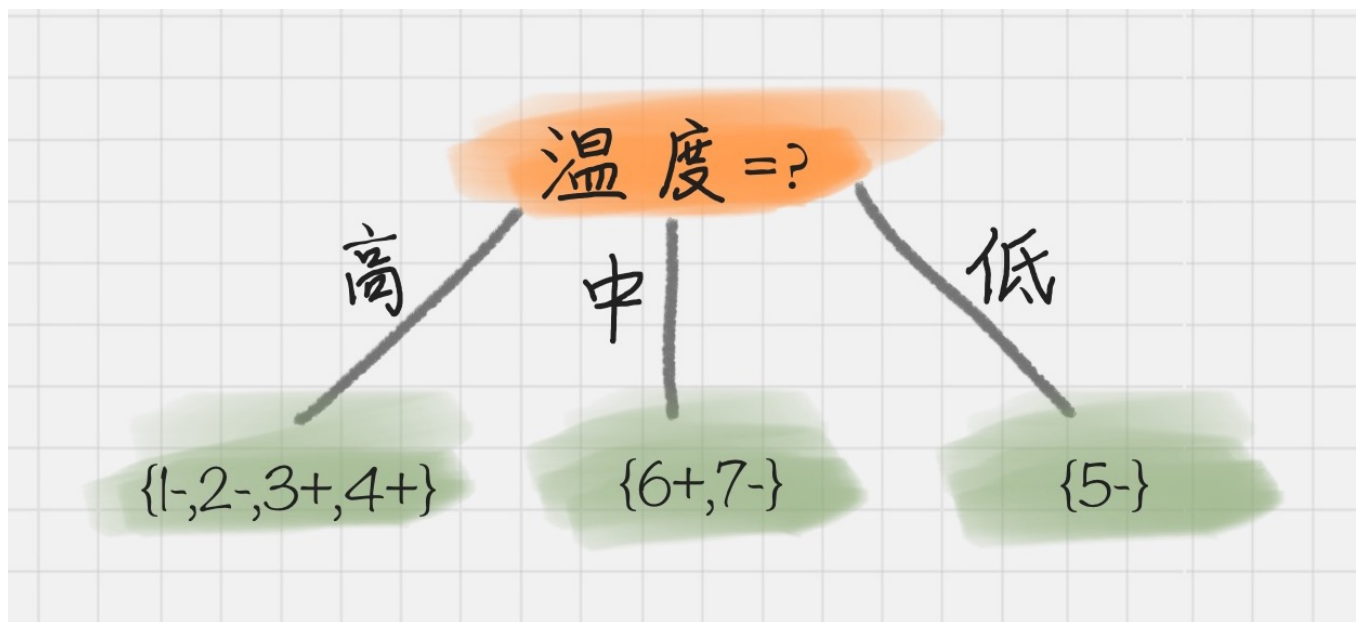 温度=?
高
中
低
{1-,2-,3+,4+}
{6+,7-}
{5-}